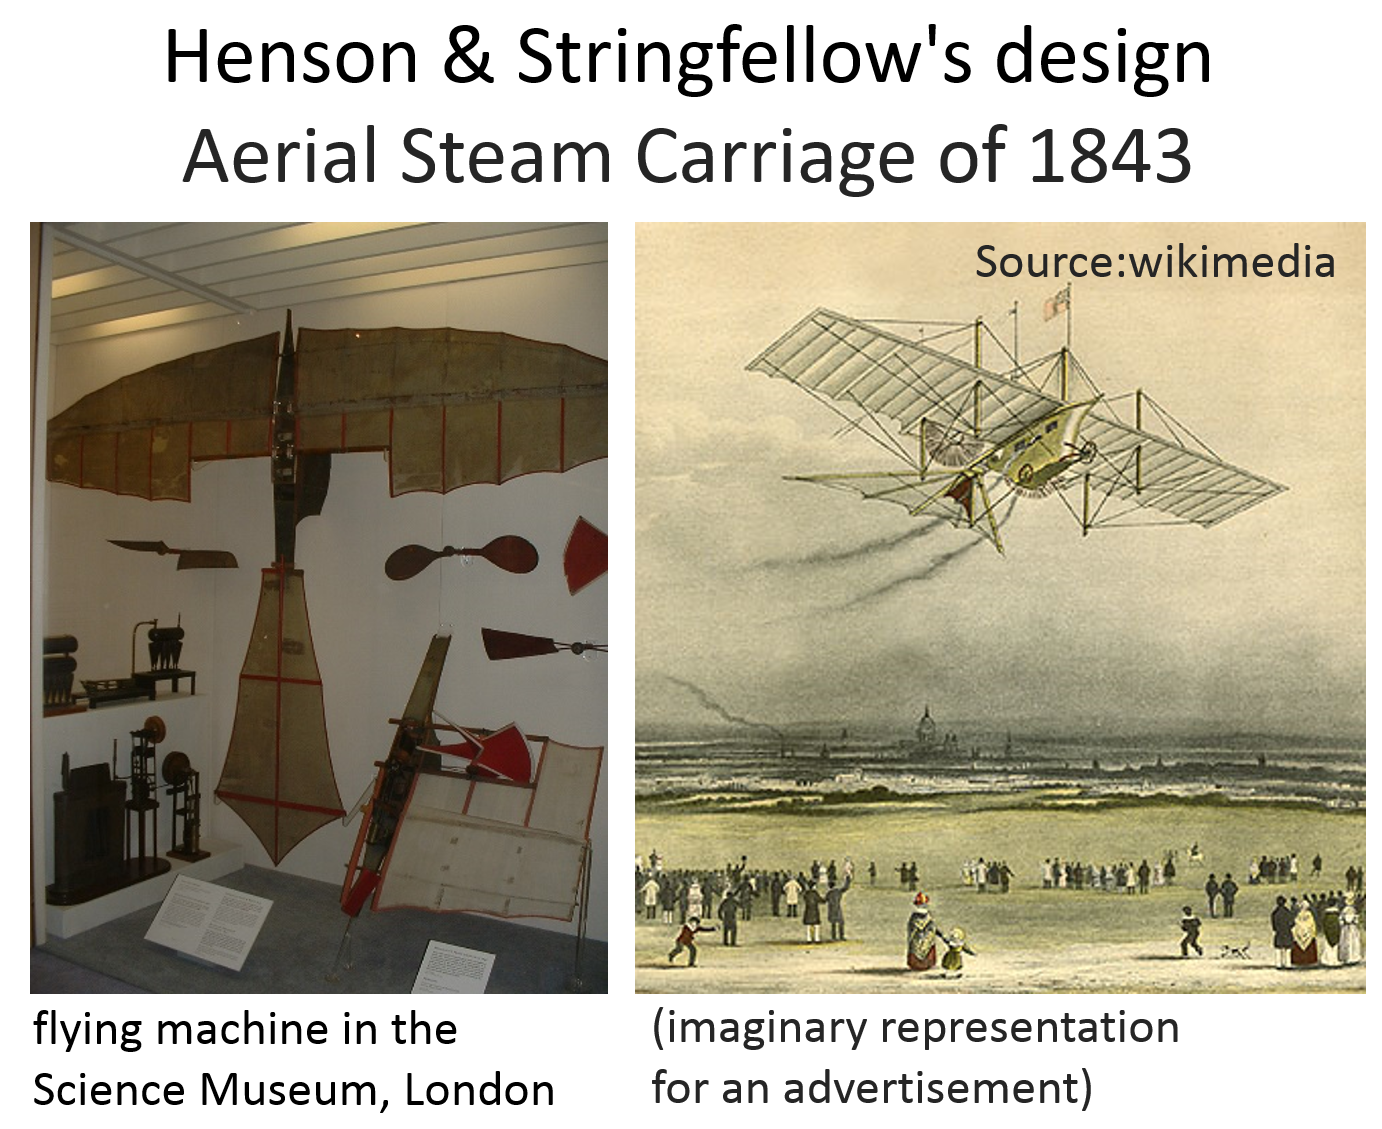 Henson & Stringfellow's design
Aerial Steam Carriage of 1843
Source:wikimedia
flying machine in the
Science Museum, London
(imaginary representation
for an advertisement)